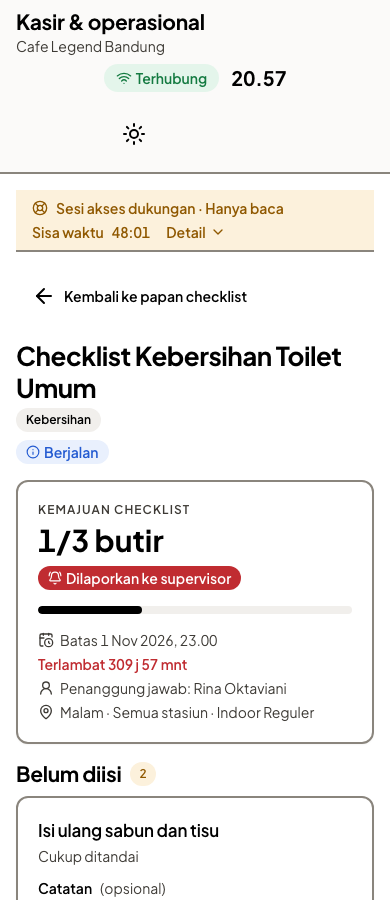 Kasir & operasional
Cafe Legend Bandung
Terhubung 20.57
Sesi akses dukungan · Hanya baca
Sisa waktu 48:01 Detail
Kembali ke papan checklist
Checklist Kebersihan Toilet
Umum
Kebersihan
Berjalan
KEMAJUAN CHECKLIST
1/3 butir
Dilaporkan ke supervisor
Batas 1 Nov 2026, 23.00
Terlambat 309 j 57 mnt
Penanggung jawab: Rina Oktaviani
Malam · Semua stasiun · Indoor Reguler
Belum diisi 2
Isi ulang sabun dan tisu
Cukup ditandai
Catatan (opsional)